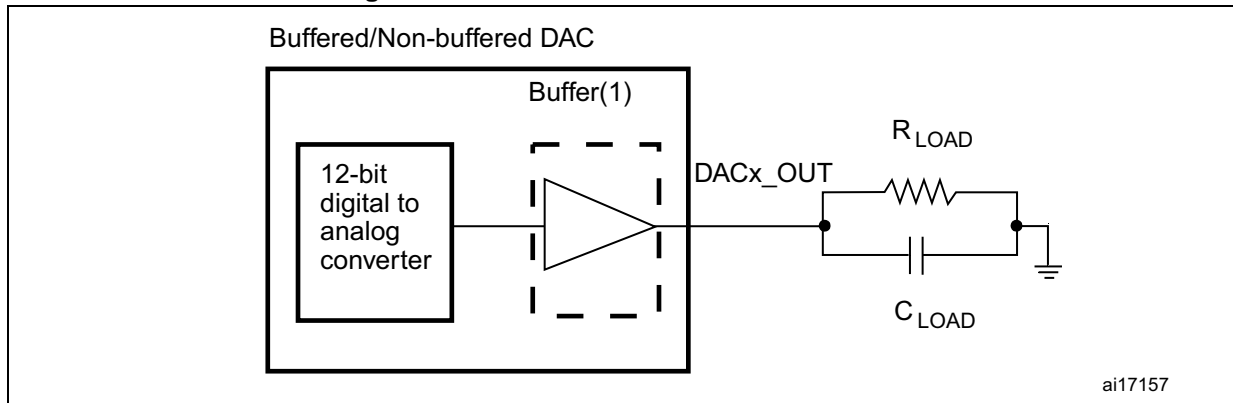 Buffered/Non-buffered DAC
Buffer(1)
12-bit
digital to
analog
converter
DACx_OUT
R LOAD
C LOAD
ai17157